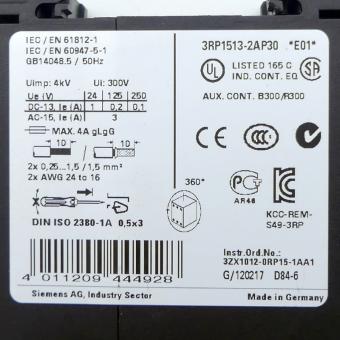 IEC / EN 61812-1
IEC / EN 60947-5-1
GB14048.5 / 50Hz
3RP1513-2AP30 .*E01*
UL LISTED 165 C
IND. CONT. EQ.
SA
Uimp: 4kV Ui: 300V
Ue (V) 24 125 250
DC-13, Ie (A) 1 0,2 0,1
AC-15, Ie (A) 3
MAX. 4A gLgG
AUX. CONT. B300/R300
10 10
2x 0,25...1,5 / 1,5 mm²
2x AWG 24 to 16
CE CCC
360°
PC
AR46
KCC-REM-
S49-3RP
DIN ISO 2380-1A 0,5x3
Instr.Ord.No.:
3ZX1012-0RP15-1AA1
G/120217 D84-6
4 011209 444928
Siemens AG, Industry Sector
Made in Germany